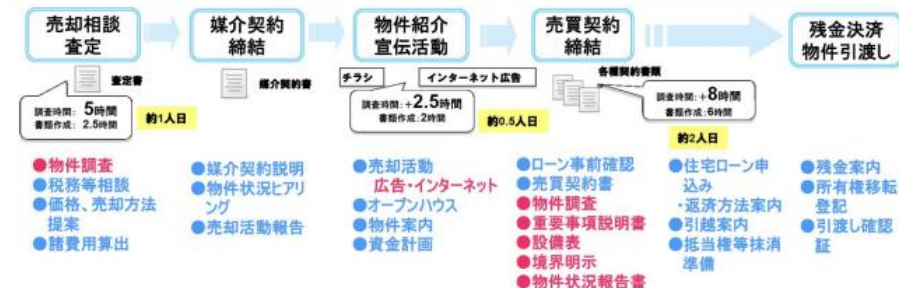 売却相談
査定
媒介契約
締結
物件紹介
宣伝活動
売買契約
締結
残金決済
物件引渡し
査定書
調査時間: 5時間
書類作成: 2.5時間
約1人日
媒介契約書
チラシ
インターネット広告
調査時間:+2.5時間
書類作成:2時間
約0.5人日
各種契約書類
調査時間:+8時間
書類作成:6時間
約2人日
●物件調査
●税務等相談
●価格、売却方法
提案
●諸費用算出
●媒介契約説明
●物件状況ヒアリ
ング
●売却活動報告
●売却活動
広告・インターネット
●オープンハウス
●物件案内
●資金計画
●ローン事前確認
●売買契約書
●物件調査
●重要事項説明書
●設備表
●境界明示
●物件状況報告書
●住宅ローン申
込み
・返済方法案内
●引越案内
●抵当権等抹消
準備
●残金案内
●所有権移転
登記
●引渡し確認
証